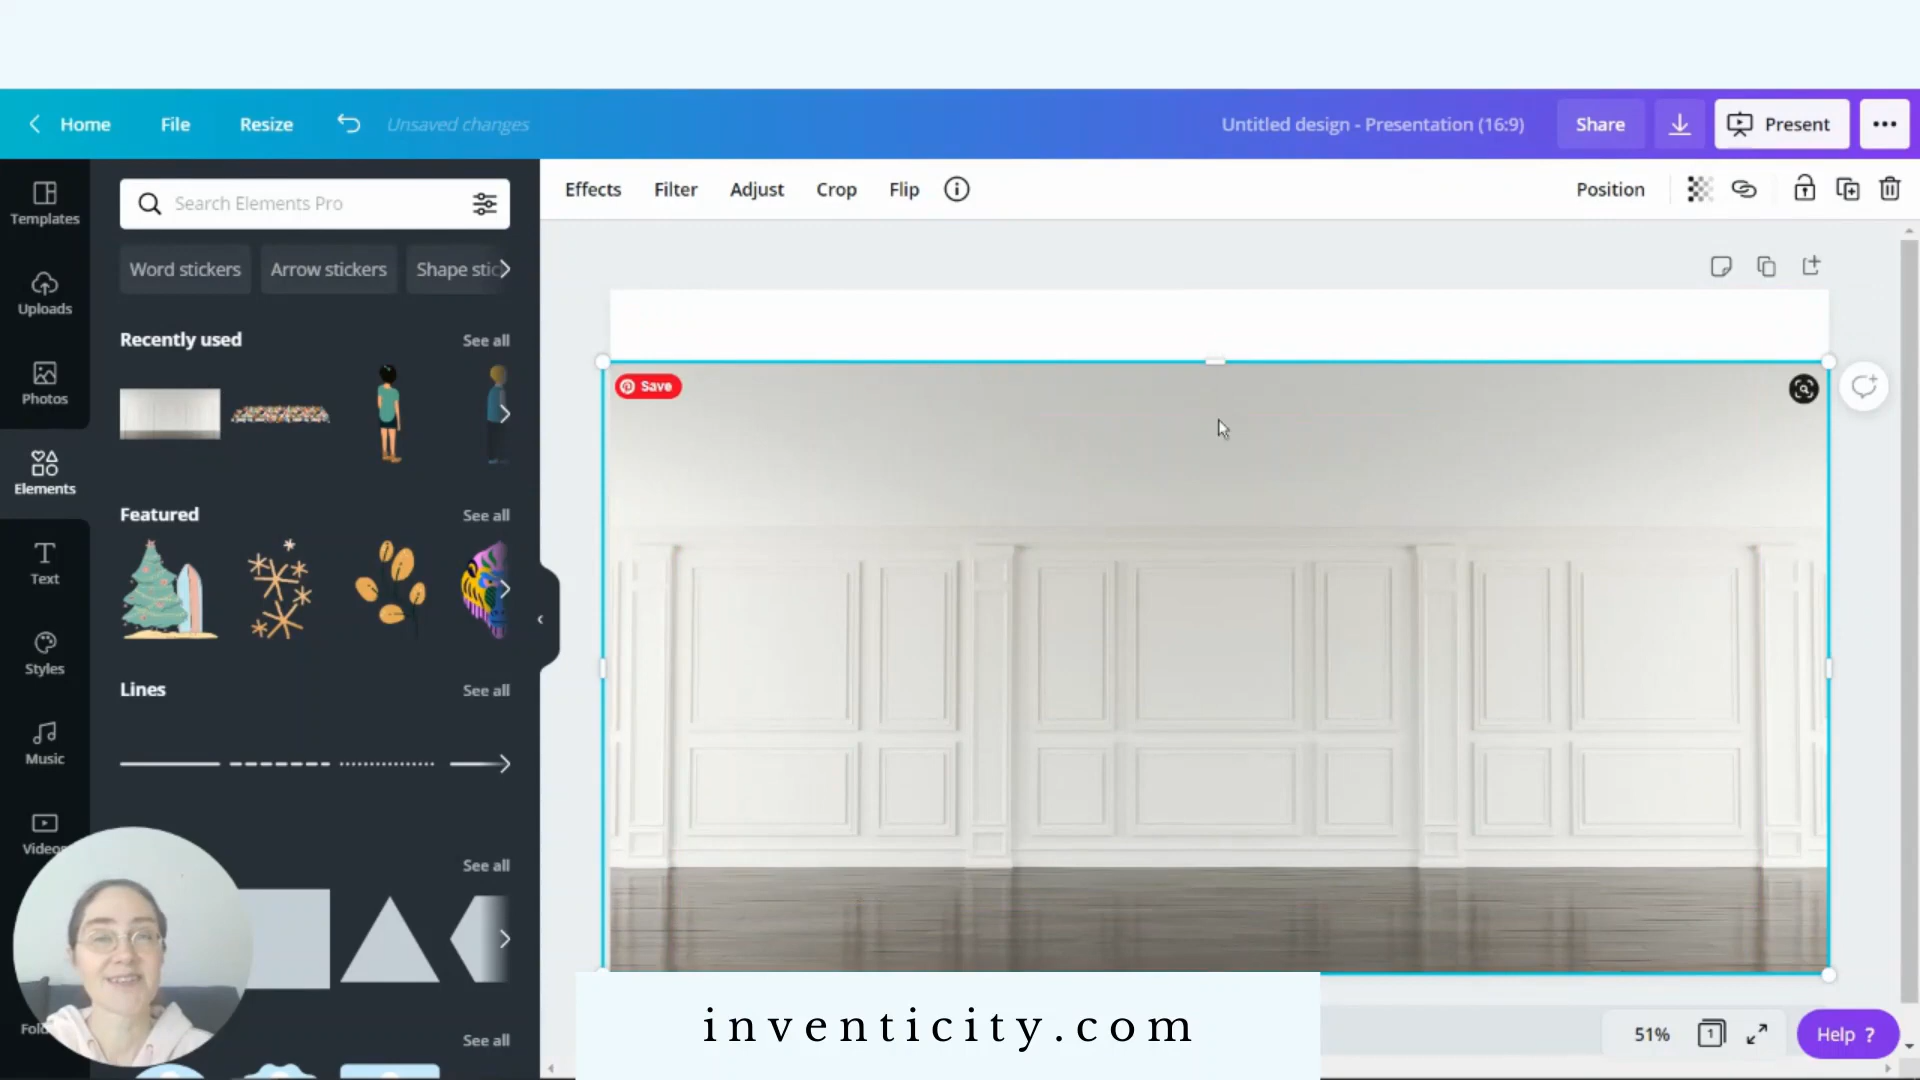 Home File Resize Unsaved changes Untitled design - Presentation (16:9) Share Present
Templates
Uploads
Photos
Elements
Text
Styles
Music
Videos
Search Elements Pro
Word stickers Arrow stickers Shape stic
Recently used See all
Featured See all
Lines See all
See all
See all
Effects Filter Adjust Crop Flip Position
Save
inventicity.com
51% 1 Help ?